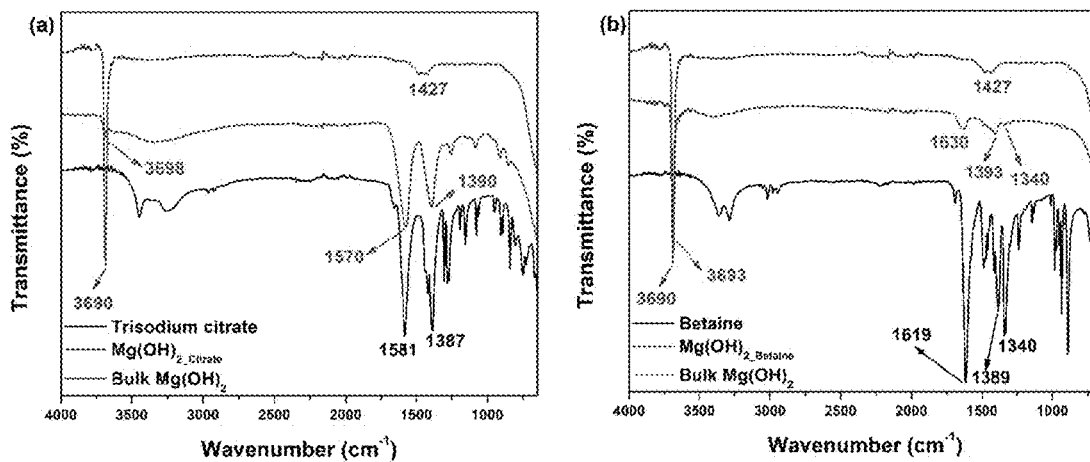 (a)
Transmittance (%)
1427
3698
1390
1570
3690
1581
1387
Trisodium citrate
Mg(OH)2_Citrate
Bulk Mg(OH)2
4000 3500 3000 2500 2000 1500 1000
Wavenumber (cm-1)
(b)
Transmittance (%)
1427
1630
1393
1340
3690
3693
1619
1389
1340
Betaine
Mg(OH)2_Betaine
Bulk Mg(OH)2
4000 3500 3000 2500 2000 1500 1000
Wavenumber (cm-1)